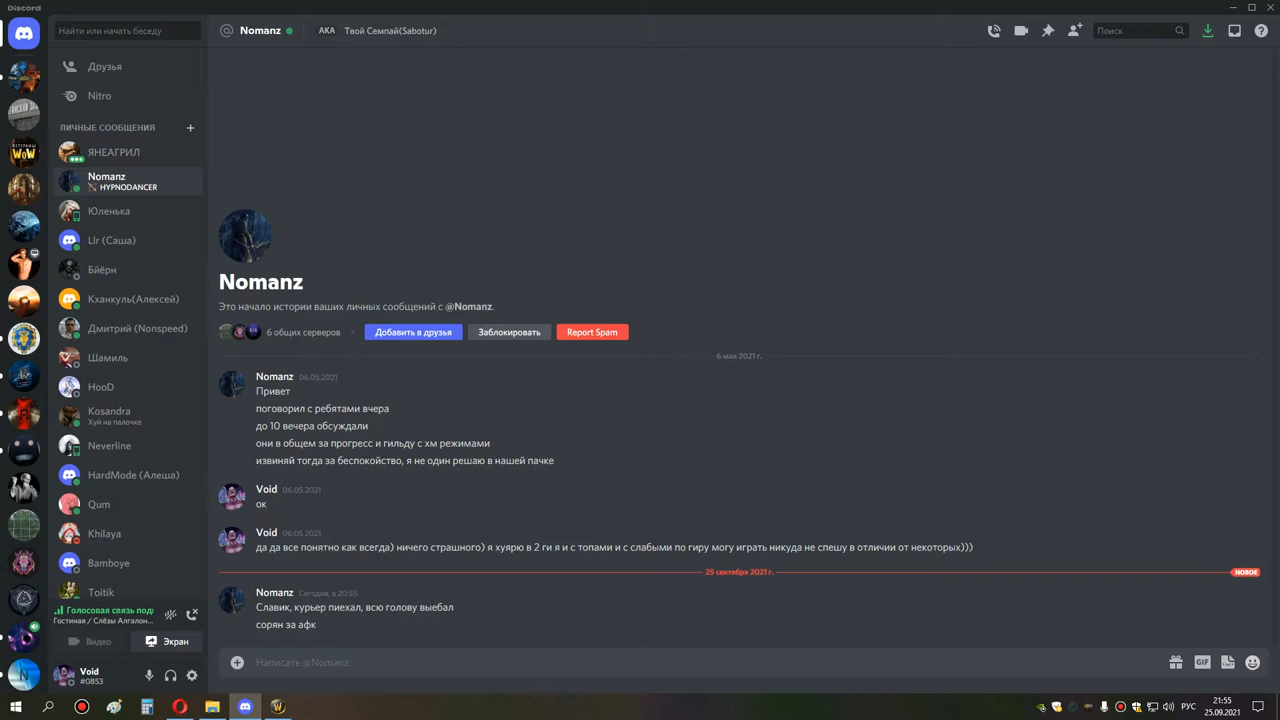 Discord
Найти или начать беседу
Друзья
Nitro
ЛИЧНЫЕ СООБЩЕНИЯ
ВЕТЕРАНЫ
WoW
ЯНЕАГРИЛ
Nomanz
HYPNODANCER
Юленька
Llr (Саша)
Бйёрн
Кханкуль(Алексей)
Дмитрий (Nonspeed)
Шамиль
HooD
Kosandra
Хуй на палочке
Neverline
HardMode (Алеша)
Qum
Khilaya
Bamboye
Toitik
Голосовая связь подк
Гостиная / Слёзы Алгалон...
Видео
Экран
Void
#0853
@ Nomanz
AKA Твой Семпай(Sabotur)
Поиск
Nomanz
Это начало истории ваших личных сообщений с @Nomanz.
6 общих серверов
Добавить в друзья
Заблокировать
Report Spam
6 мая 2021 г.
Nomanz 06.05.2021
Привет
поговорил с ребятами вчера
до 10 вечера обсуждали
они в общем за прогресс и гильду с хм режимами
извиняй тогда за беспокойство, я не один решаю в нашей пачке
Void 06.05.2021
ок
Void 06.05.2021
да да все понятно как всегда) ничего страшного) я хуярю в 2 ги я и с топами и с слабыми по гиру могу играть никуда не спешу в отличии от некоторых)))
25 сентября 2021 г.
НОВОЕ
Nomanz Сегодня, в 20:55
Славик, курьер пиехал, всю голову выебал
сорян за афк
Написать @Nomanz
GIF
РУС
21:55
25.09.2021